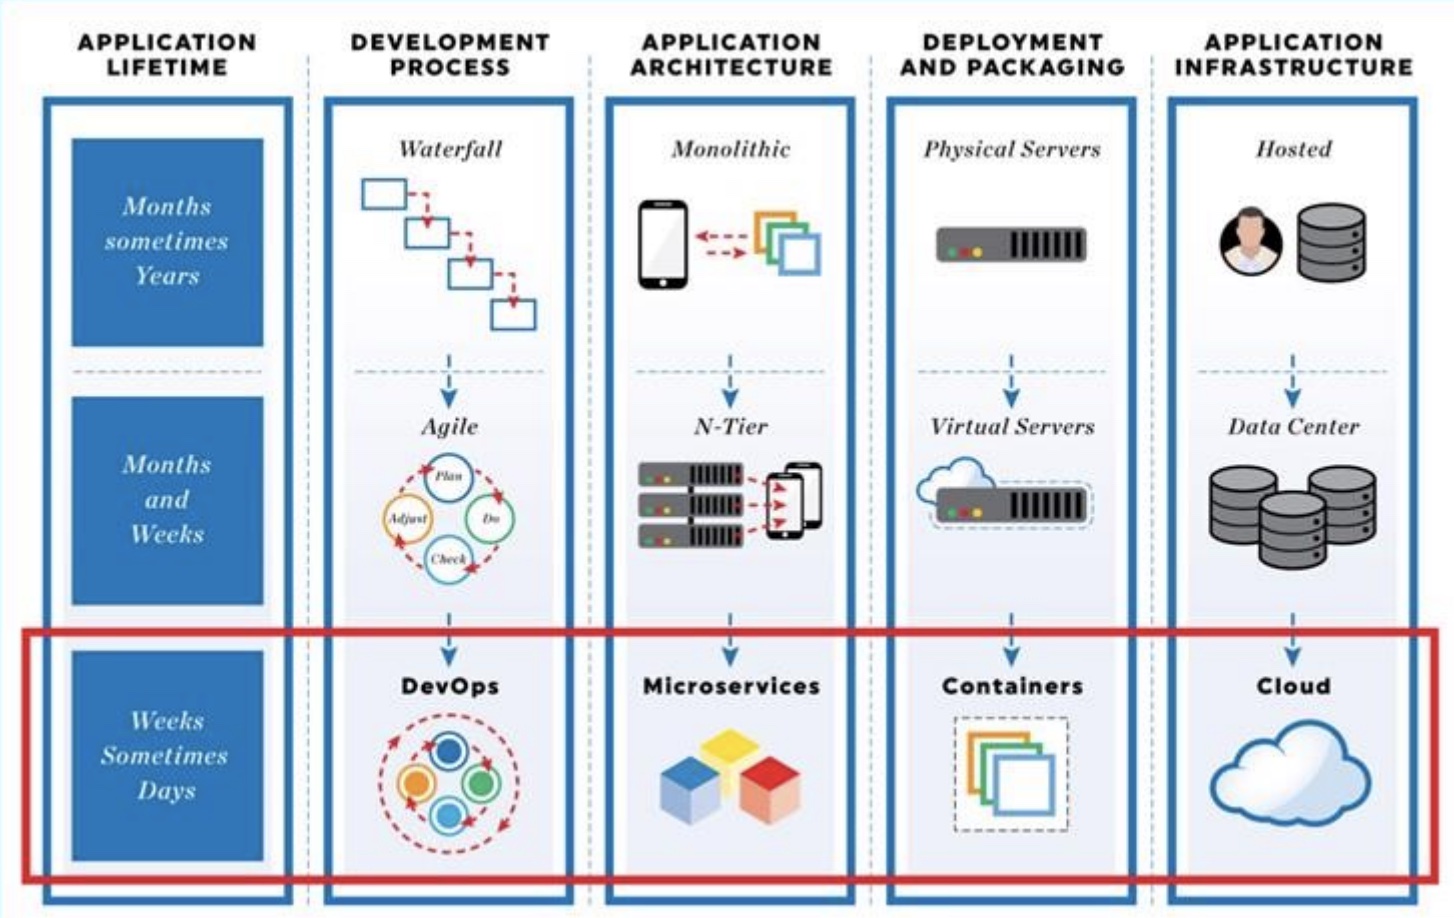 APPLICATION
LIFETIME
DEVELOPMENT
PROCESS
APPLICATION
ARCHITECTURE
DEPLOYMENT
AND PACKAGING
APPLICATION
INFRASTRUCTURE
Months
sometimes
Years
Waterfall
Monolithic
Physical Servers
Hosted
Months
and
Weeks
Agile
Plan
Do
Check
Adjust
N-Tier
Virtual Servers
Data Center
Weeks
Sometimes
Days
DevOps
Microservices
Containers
Cloud